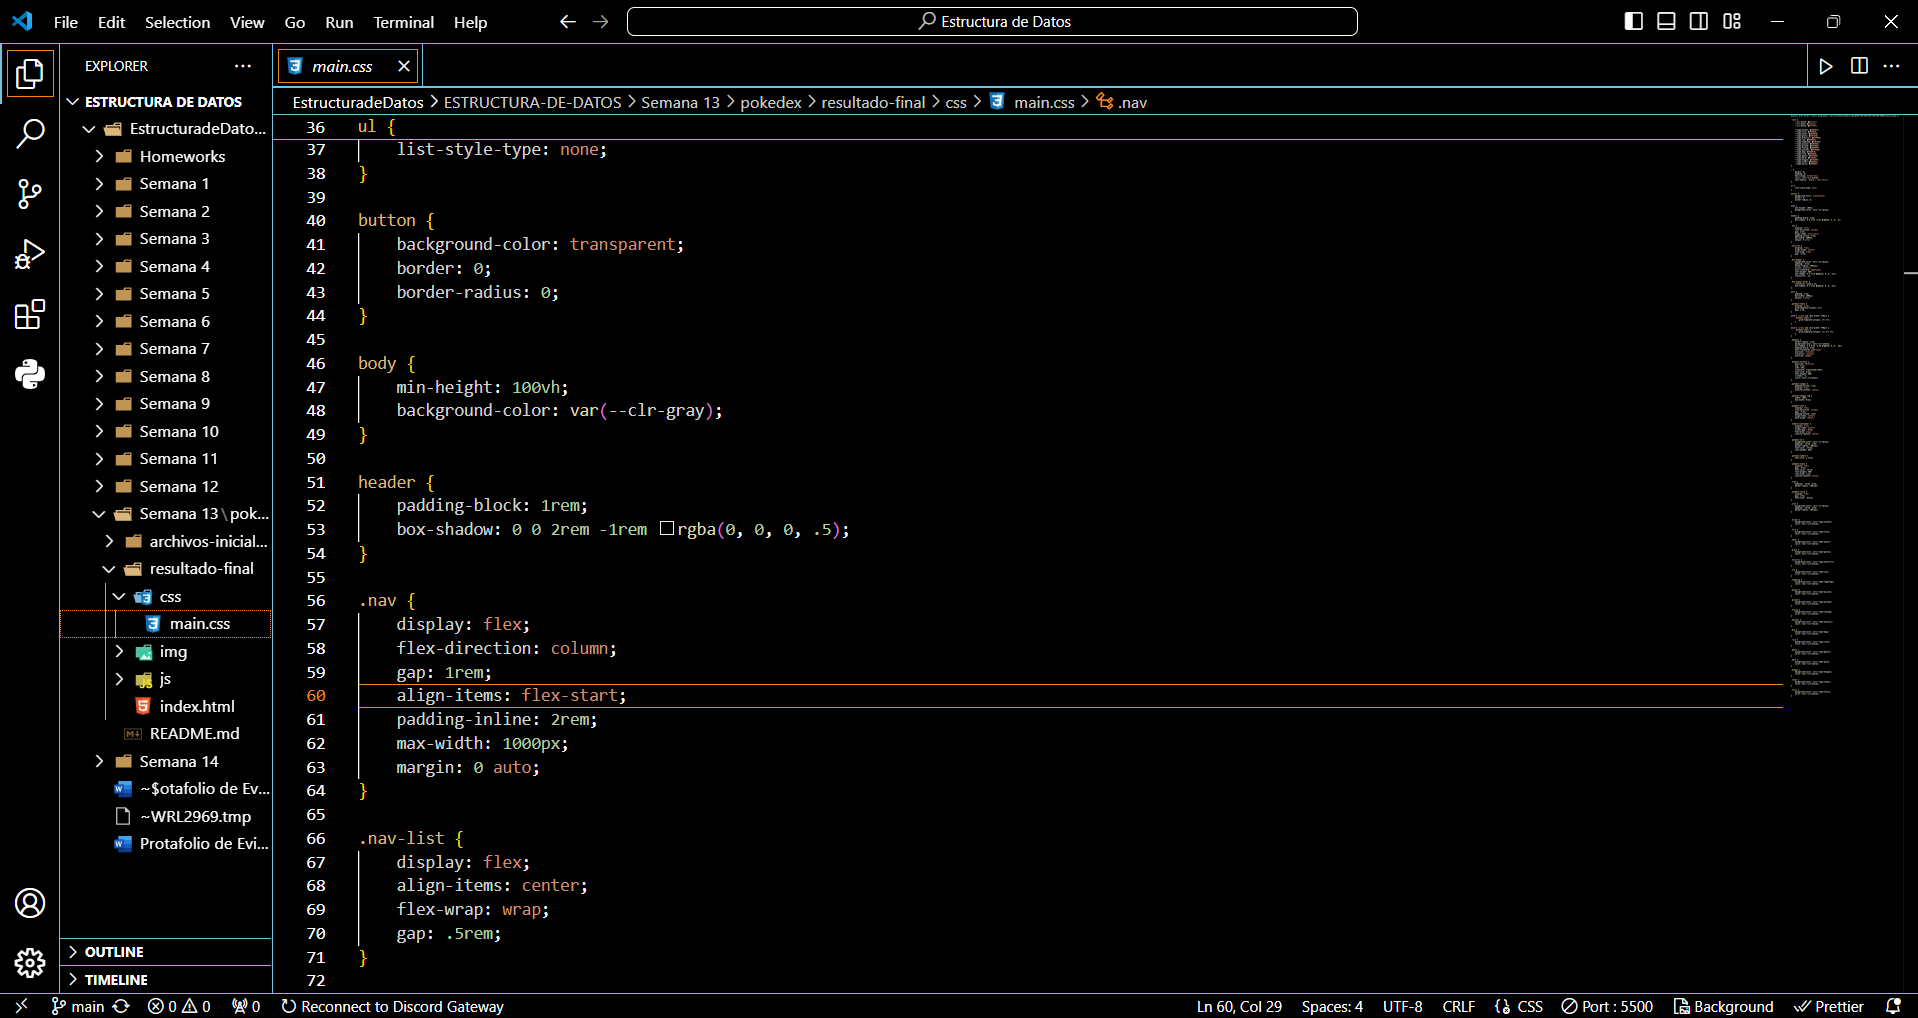 File Edit Selection View Go Run Terminal Help
Estructura de Datos
EXPLORER
ESTRUCTURA DE DATOS
EstructuradeDato...
Homeworks
Semana 1
Semana 2
Semana 3
Semana 4
Semana 5
Semana 6
Semana 7
Semana 8
Semana 9
Semana 10
Semana 11
Semana 12
Semana 13\pok...
archivos-inicial...
resultado-final
css
main.css
img
js
index.html
README.md
Semana 14
~$otafolio de Ev...
~WRL2969.tmp
Protafolio de Evi...
OUTLINE
TIMELINE
main.css
EstructuradeDatos > ESTRUCTURA-DE-DATOS > Semana 13 > pokedex > resultado-final > css > main.css > .nav
36 ul {
37     list-style-type: none;
38 }
39
40 button {
41     background-color: transparent;
42     border: 0;
43     border-radius: 0;
44 }
45
46 body {
47     min-height: 100vh;
48     background-color: var(--clr-gray);
49 }
50
51 header {
52     padding-block: 1rem;
53     box-shadow: 0 0 2rem -1rem rgba(0, 0, 0, .5);
54 }
55
56 .nav {
57     display: flex;
58     flex-direction: column;
59     gap: 1rem;
60     align-items: flex-start;
61     padding-inline: 2rem;
62     max-width: 1000px;
63     margin: 0 auto;
64 }
65
66 .nav-list {
67     display: flex;
68     align-items: center;
69     flex-wrap: wrap;
70     gap: .5rem;
71 }
72
main 0 0 0 Reconnect to Discord Gateway Ln 60, Col 29 Spaces: 4 UTF-8 CRLF {} CSS Port : 5500 Background Prettier